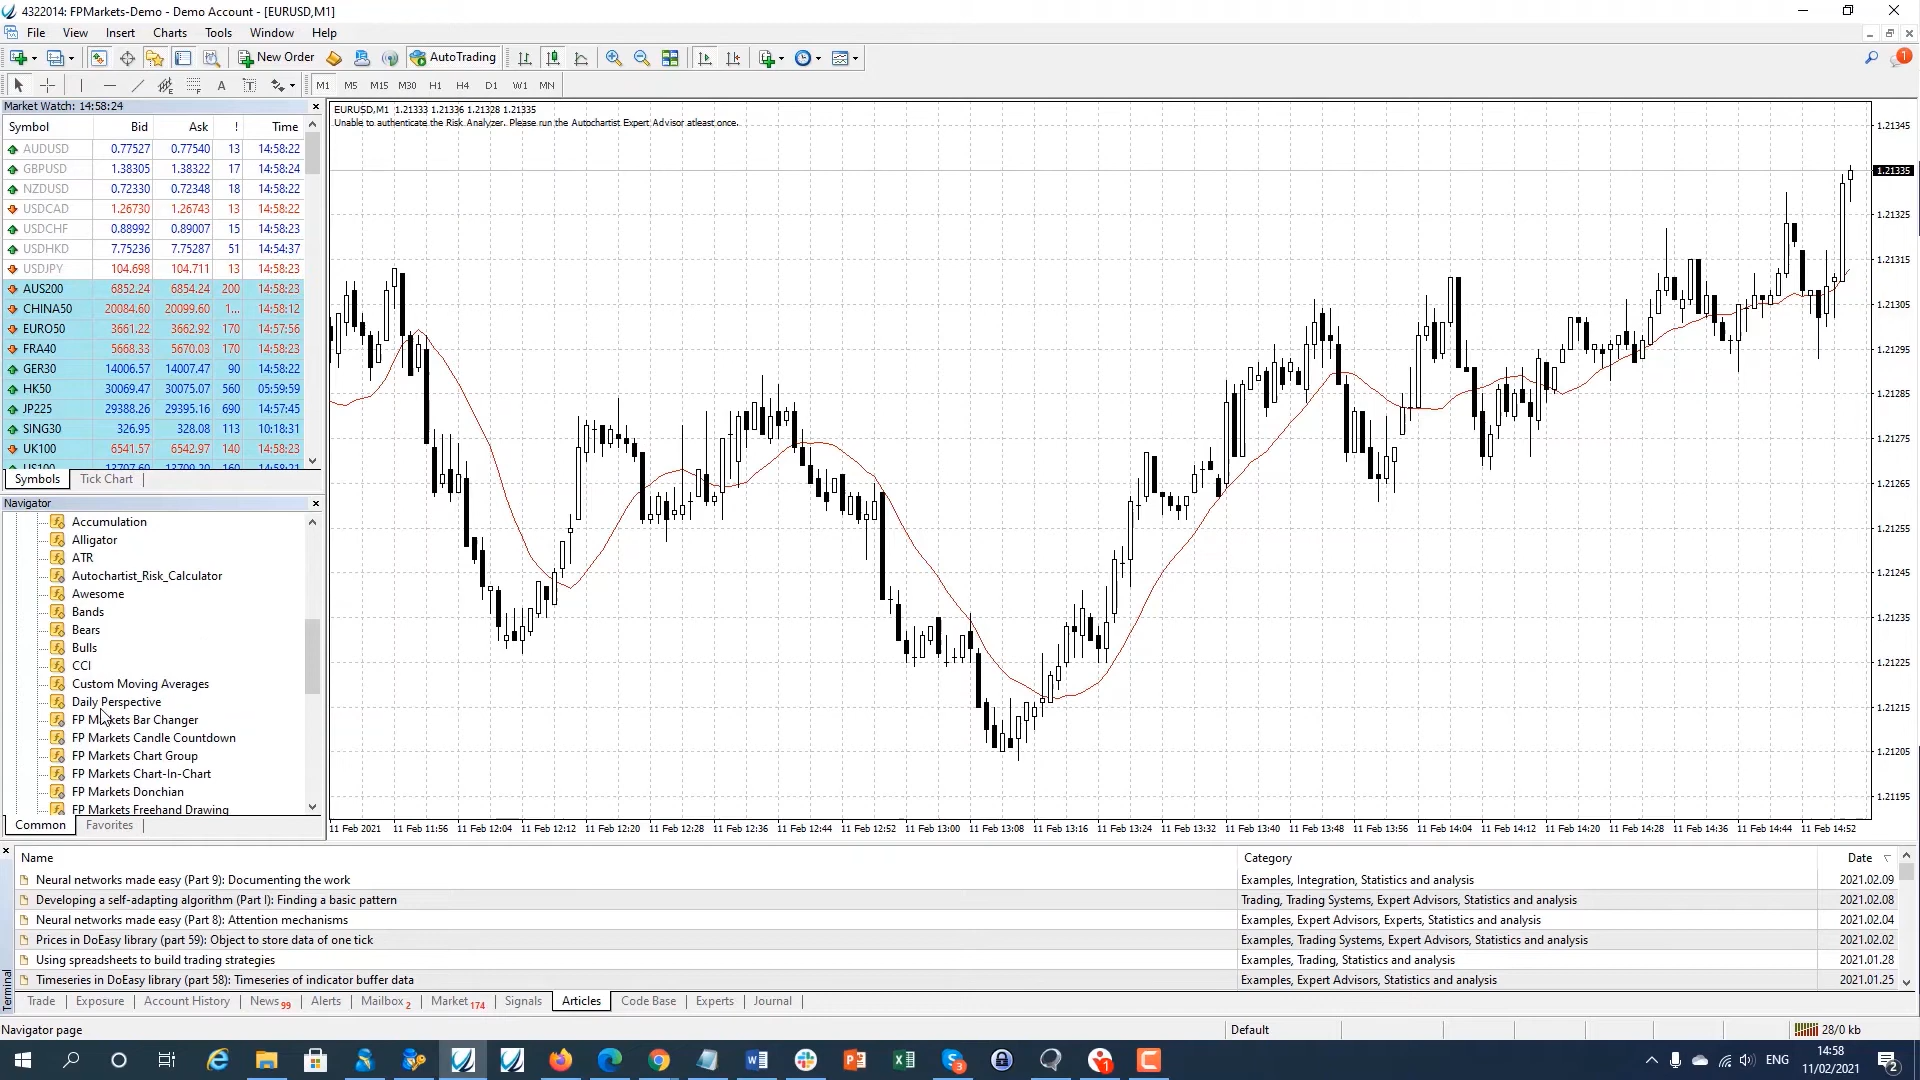 4322014: FPMarkets-Demo - Demo Account - [EURUSD,M1]
File View Insert Charts Tools Window Help
New Order AutoTrading 1
A T M1 M5 M15 M30 H1 H4 D1 W1 MN
Market Watch: 14:58:24
Symbol Bid Ask ! Time
AUDUSD 0.77527 0.77540 13 14:58:22
GBPUSD 1.38305 1.38322 17 14:58:24
NZDUSD 0.72330 0.72348 18 14:58:22
USDCAD 1.26730 1.26743 13 14:58:22
USDCHF 0.88992 0.89007 15 14:58:23
USDHKD 7.75236 7.75287 51 14:54:37
USDJPY 104.698 104.711 13 14:58:23
AUS200 6852.24 6854.24 200 14:58:23
CHINA50 20084.60 20099.60 1... 14:58:12
EURO50 3661.22 3662.92 170 14:57:56
FRA40 5668.33 5670.03 170 14:58:23
GER30 14006.57 14007.47 90 14:58:22
HK50 30069.47 30075.07 560 05:59:59
JP225 29388.26 29395.16 690 14:57:45
SING30 326.95 328.08 113 10:18:31
UK100 6541.57 6542.97 140 14:58:23
US100 13707.60 13709.20 160 14:58:21
Symbols Tick Chart
Navigator
Accumulation
Alligator
ATR
Autochartist_Risk_Calculator
Awesome
Bands
Bears
Bulls
CCI
Custom Moving Averages
Daily Perspective
FP Markets Bar Changer
FP Markets Candle Countdown
FP Markets Chart Group
FP Markets Chart-In-Chart
FP Markets Donchian
FP Markets Freehand Drawing
Common Favorites
EURUSD,M1 1.21333 1.21336 1.21328 1.21335
Unable to authenticate the Risk Analyzer. Please run the Autochartist Expert Advisor atleast once.
1.21345
1.21335
1.21325
1.21315
1.21305
1.21295
1.21285
1.21275
1.21265
1.21255
1.21245
1.21235
1.21225
1.21215
1.21205
1.21195
11 Feb 2021 11 Feb 11:56 11 Feb 12:04 11 Feb 12:12 11 Feb 12:20 11 Feb 12:28 11 Feb 12:36 11 Feb 12:44 11 Feb 12:52 11 Feb 13:00 11 Feb 13:08 11 Feb 13:16 11 Feb 13:24 11 Feb 13:32 11 Feb 13:40 11 Feb 13:48 11 Feb 13:56 11 Feb 14:04 11 Feb 14:12 11 Feb 14:20 11 Feb 14:28 11 Feb 14:36 11 Feb 14:44 11 Feb 14:52
Terminal
Name Category Date
Neural networks made easy (Part 9): Documenting the work Examples, Integration, Statistics and analysis 2021.02.09
Developing a self-adapting algorithm (Part I): Finding a basic pattern Trading, Trading Systems, Expert Advisors, Statistics and analysis 2021.02.08
Neural networks made easy (Part 8): Attention mechanisms Examples, Expert Advisors, Experts, Statistics and analysis 2021.02.04
Prices in DoEasy library (part 59): Object to store data of one tick Examples, Trading Systems, Expert Advisors, Statistics and analysis 2021.02.02
Using spreadsheets to build trading strategies Examples, Trading, Statistics and analysis 2021.01.28
Timeseries in DoEasy library (part 58): Timeseries of indicator buffer data Examples, Expert Advisors, Statistics and analysis 2021.01.25
Trade Exposure Account History News 99 Alerts Mailbox 2 Market 174 Signals Articles Code Base Experts Journal
Navigator page Default 28/0 kb
ENG 14:58
11/02/2021 2